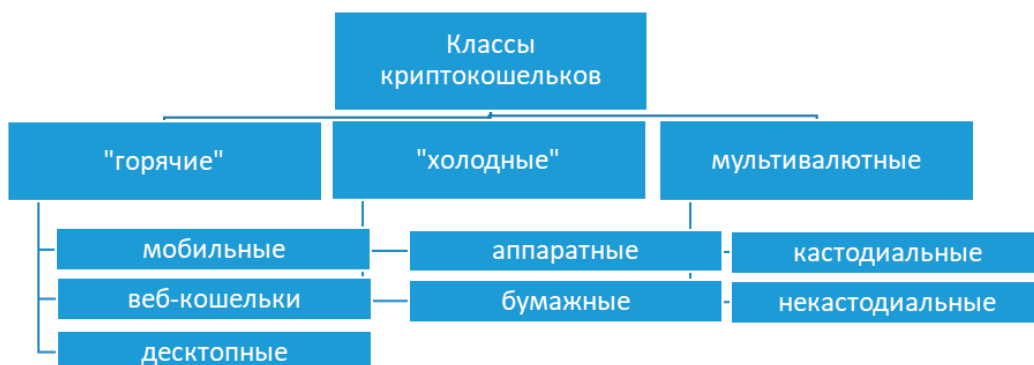 Классы
криптокошельков
"горячие"
"холодные"
мультивалютные
мобильные
аппаратные
кастодиальные
веб-кошельки
бумажные
некастодиальные
десктопные